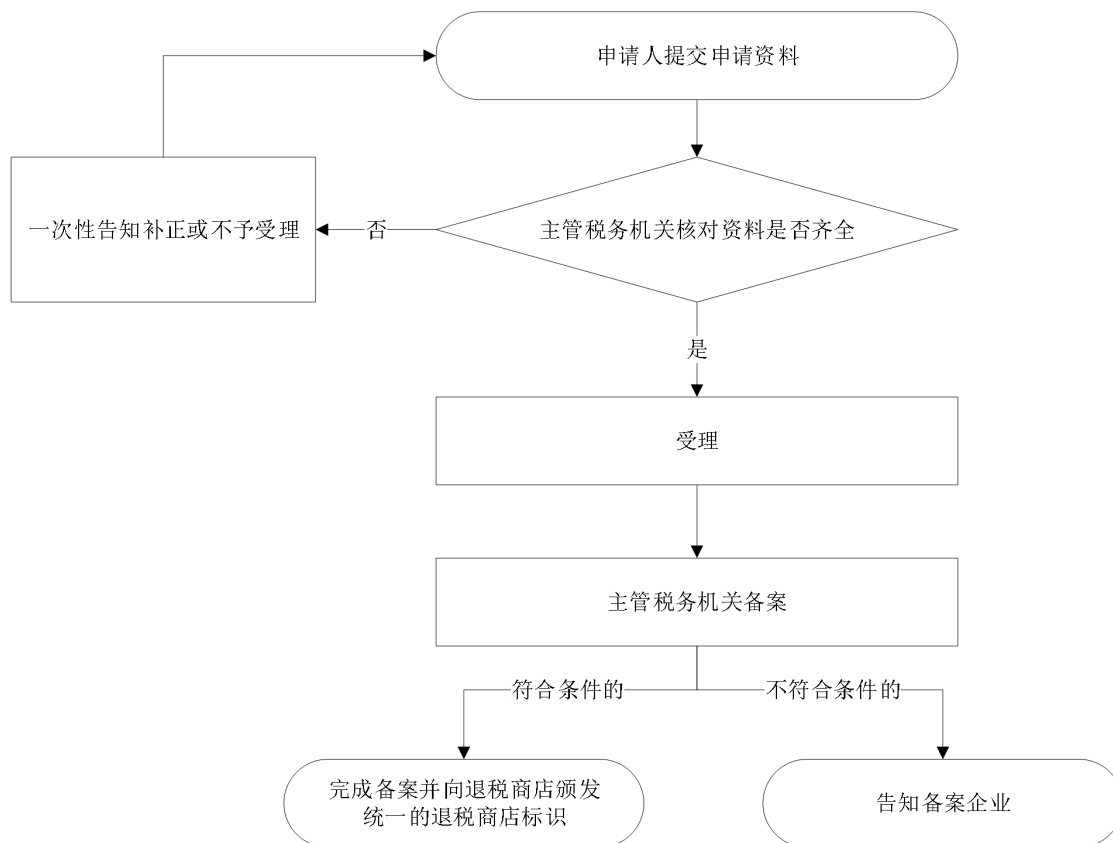 申请人提交申请资料
一次性告知补正或不予受理
否
主管税务机关核对资料是否齐全
是
受理
主管税务机关备案
符合条件的
不符合条件的
完成备案并向退税商店颁发
统一的退税商店标识
告知备案企业